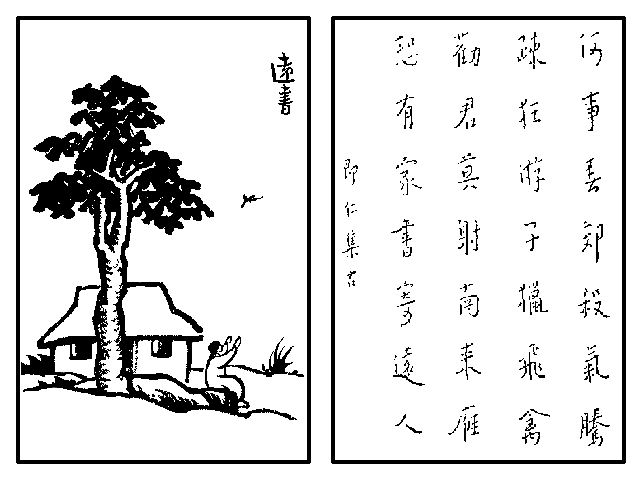 遠書
何事春郊殺氣騰
疎狂游子獵飛禽
勸君莫射南來雁
恐有家書寄遠人
即仁集古